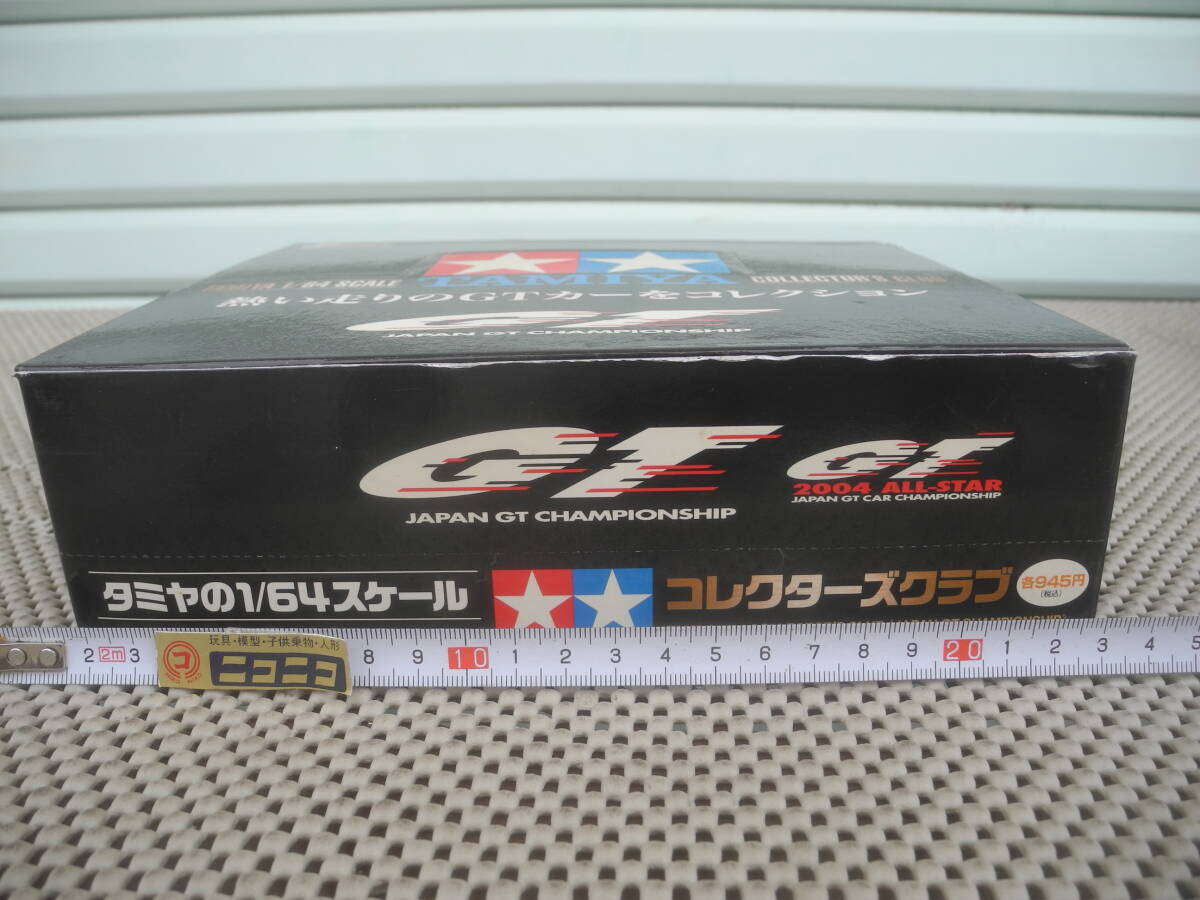 TAMIYA
TAMIYA 1/64 SCALE
COLLECTOR'S CLUB
熱い走りのGTカーをコレクション
GT
JAPAN GT CHAMPIONSHIP
GT
JAPAN GT CHAMPIONSHIP
GT
2004 ALL-STAR
JAPAN GT CAR CHAMPIONSHIP
タミヤの1/64スケール
コレクターズクラブ
各945円
(税込)
玩具・模型・子供乗物・人形
コ
ニコニコ
2 2m 3 8 9 10 1 2 3 4 5 6 7 8 9 20 1 2 3 4 5